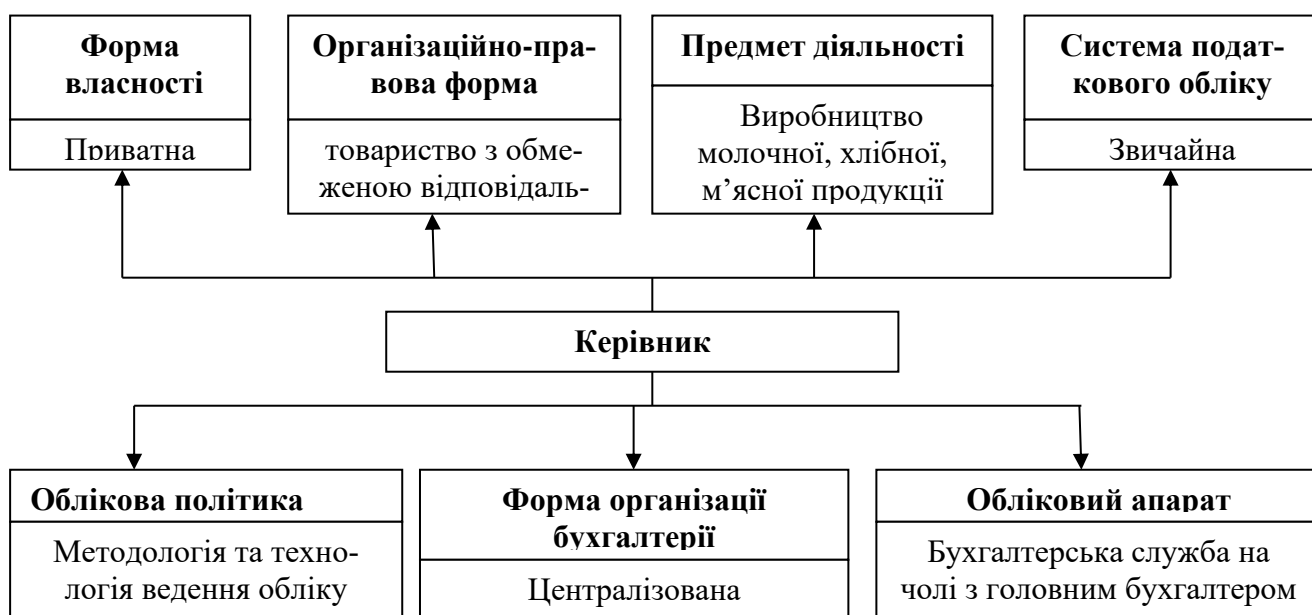 Форма
власності
Приватна
Організаційно-пра-
вова форма
товариство з обме-
женою відповідаль-
Предмет діяльності
Виробництво
молочної, хлібної,
м’ясної продукції
Система подат-
кового обліку
Звичайна
Керівник
Облікова політика
Методологія та техно-
логія ведення обліку
Форма організації
бухгалтерії
Централізована
Обліковий апарат
Бухгалтерська служба на
чолі з головним бухгалтером